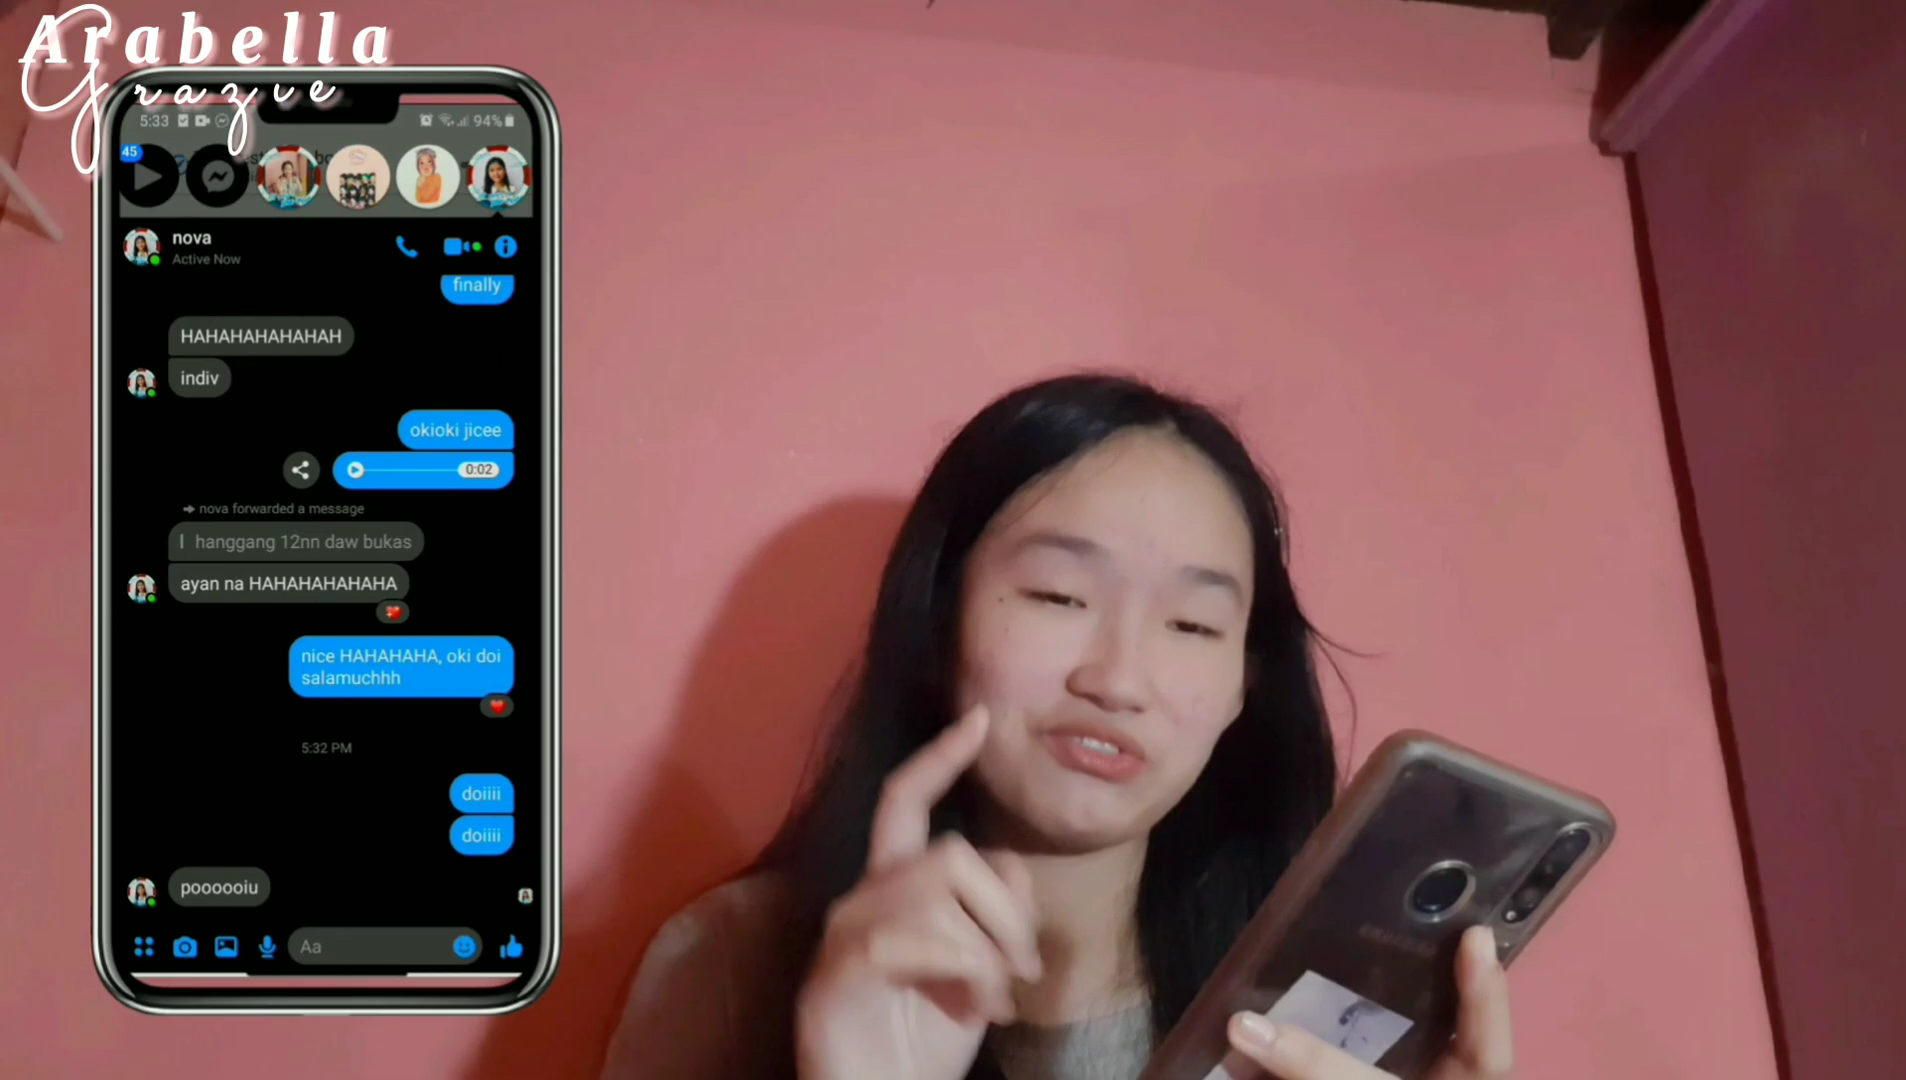 Arabella
Grazie
5:33
94%
45
nova
Active Now
finally
HAHAHAHAHAHAH
indiv
okioki jicee
0:02
nova forwarded a message
hanggang 12nn daw bukas
ayan na HAHAHAHAHAHA
nice HAHAHAHA, oki doi
salamuchhh
5:32 PM
doiiii
doiiii
poooooiu
Aa
SAMSUNG